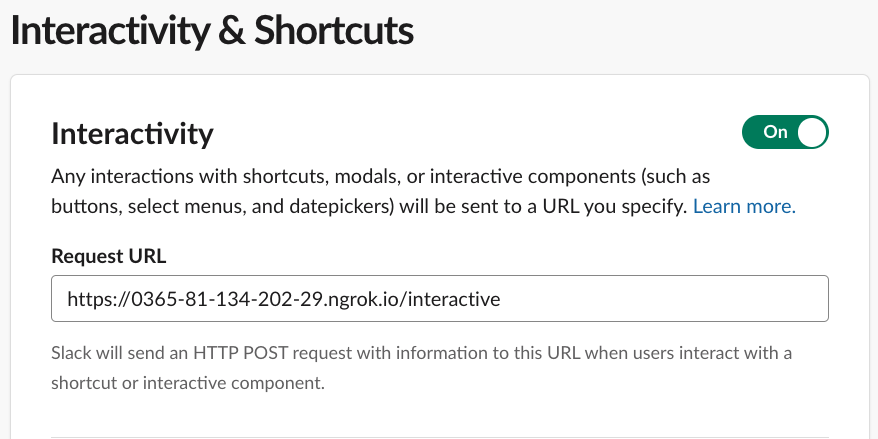 Interactivity & Shortcuts
Interactivity
On
Any interactions with shortcuts, modals, or interactive components (such as
buttons, select menus, and datepickers) will be sent to a URL you specify. Learn more.
Request URL
https://0365-81-134-202-29.ngrok.io/interactive
Slack will send an HTTP POST request with information to this URL when users interact with a
shortcut or interactive component.